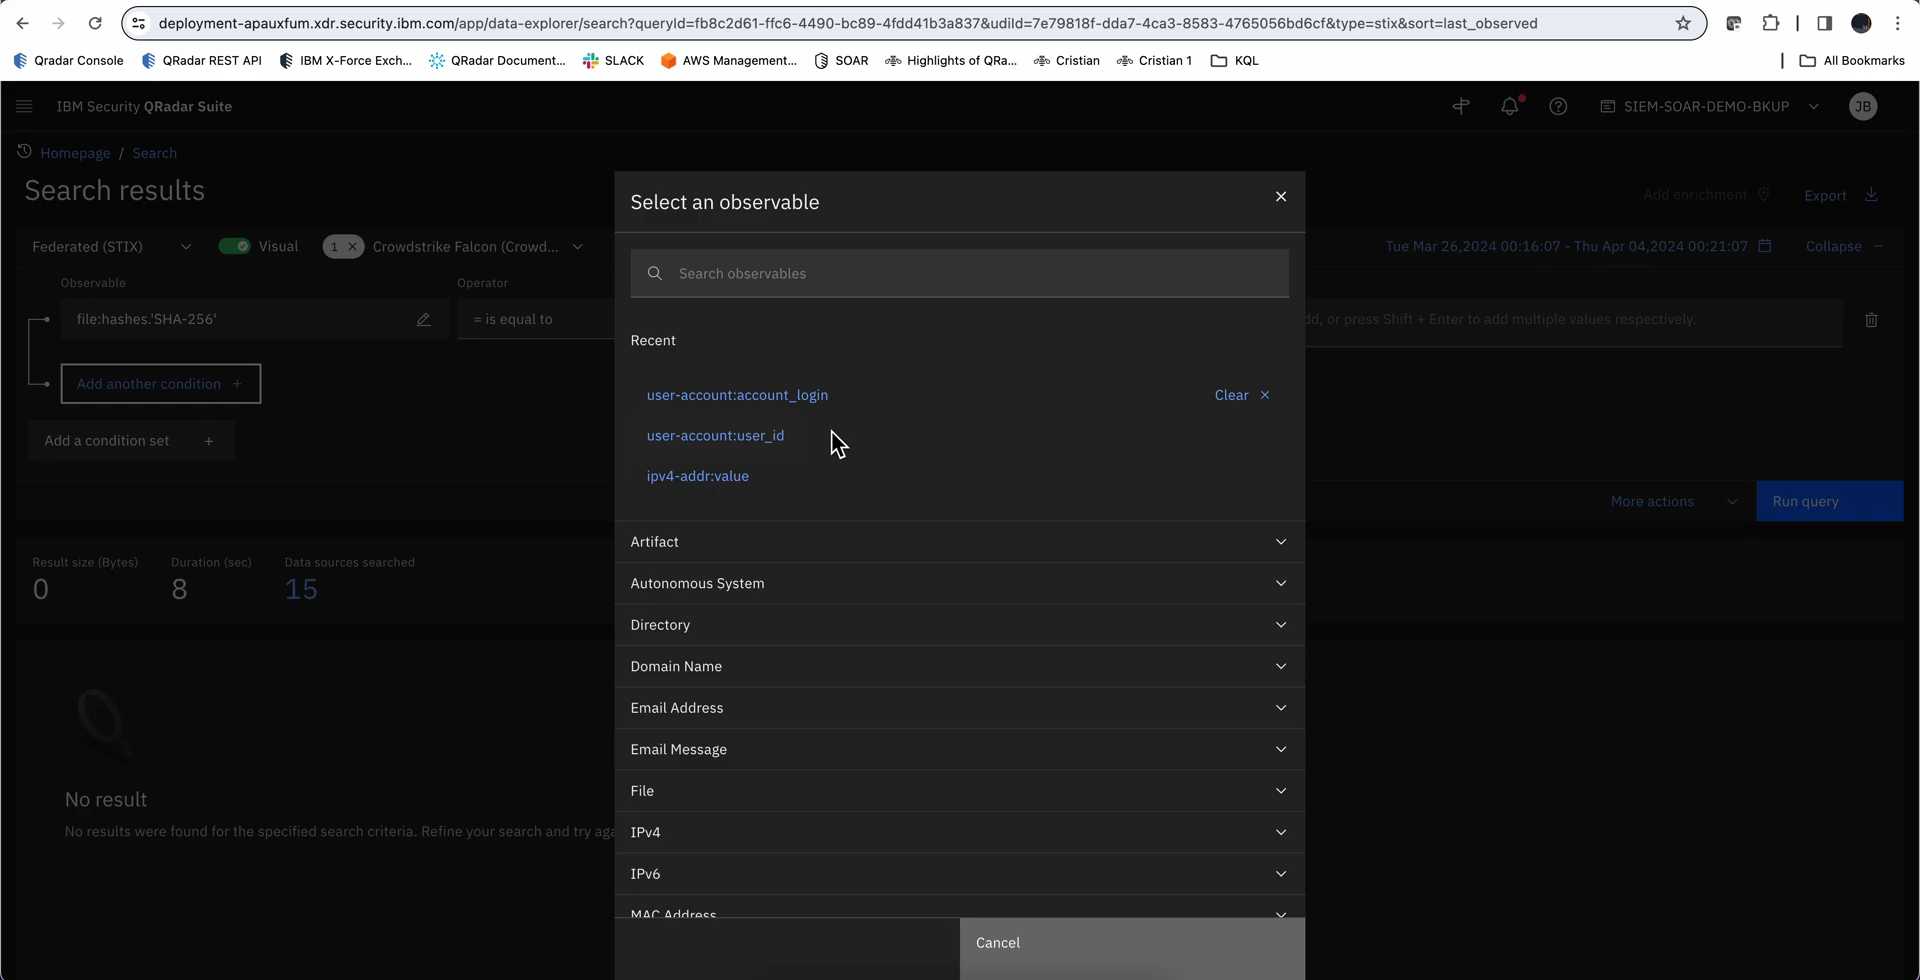 deployment-apauxfum.xdr.security.ibm.com/app/data-explorer/search?queryId=fb8c2d61-ffc6-4490-bc89-4fdd41b3a837&udiId=7e79818f-dda7-4ca3-8583-4765056bd6cf&type=stix&sort=last_observed
Qradar Console QRadar REST API IBM X-Force Exch... QRadar Document... SLACK AWS Management... SOAR Highlights of QRa... Cristian Cristian 1 KQL All Bookmarks
IBM Security QRadar Suite SIEM-SOAR-DEMO-BKUP JB
Homepage / Search
Search results Add enrichment Export
Federated (STIX) Visual 1 × Crowdstrike Falcon (Crowd... Tue Mar 26,2024 00:16:07 - Thu Apr 04,2024 00:21:07 Collapse
Observable Operator
file:hashes.'SHA-256' = is equal to dd, or press Shift + Enter to add multiple values respectively.
Add another condition +
Add a condition set +
More actions Run query
Result size (Bytes) Duration (sec) Data sources searched
0 8 15
No result
No results were found for the specified search criteria. Refine your search and try aga
Select an observable
Search observables
Recent
user-account:account_login Clear ×
user-account:user_id
ipv4-addr:value
Artifact
Autonomous System
Directory
Domain Name
Email Address
Email Message
File
IPv4
IPv6
MAC Address
Cancel